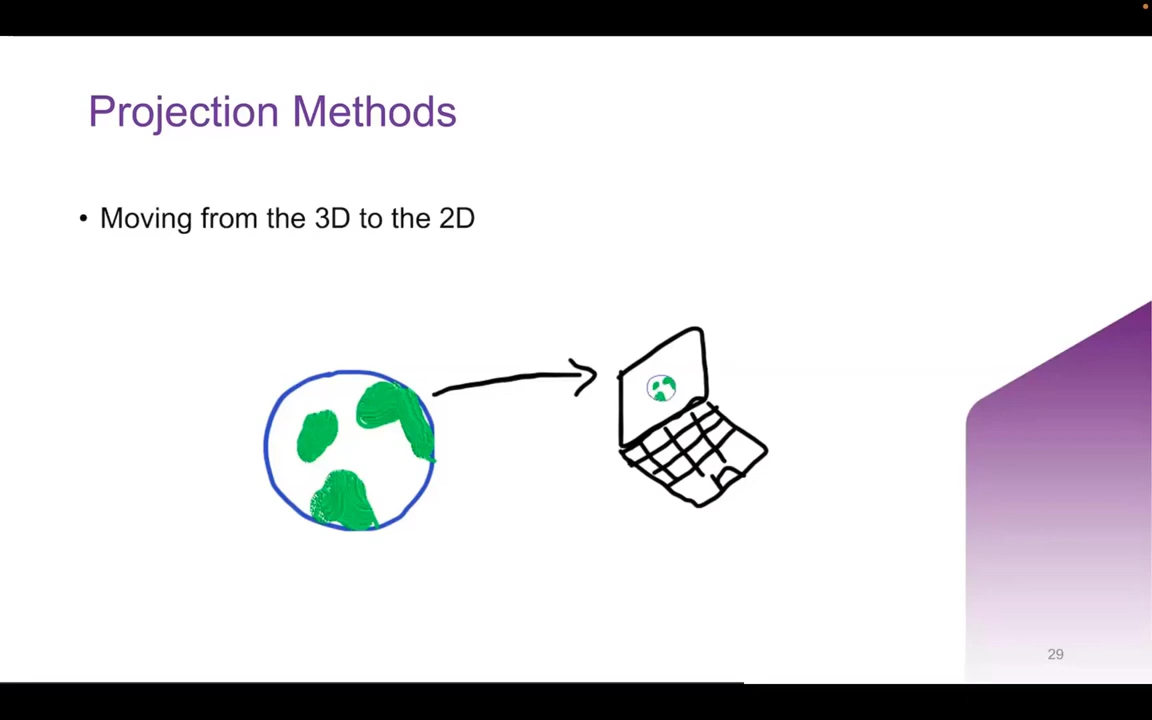 Projection Methods
• Moving from the 3D to the 2D
29